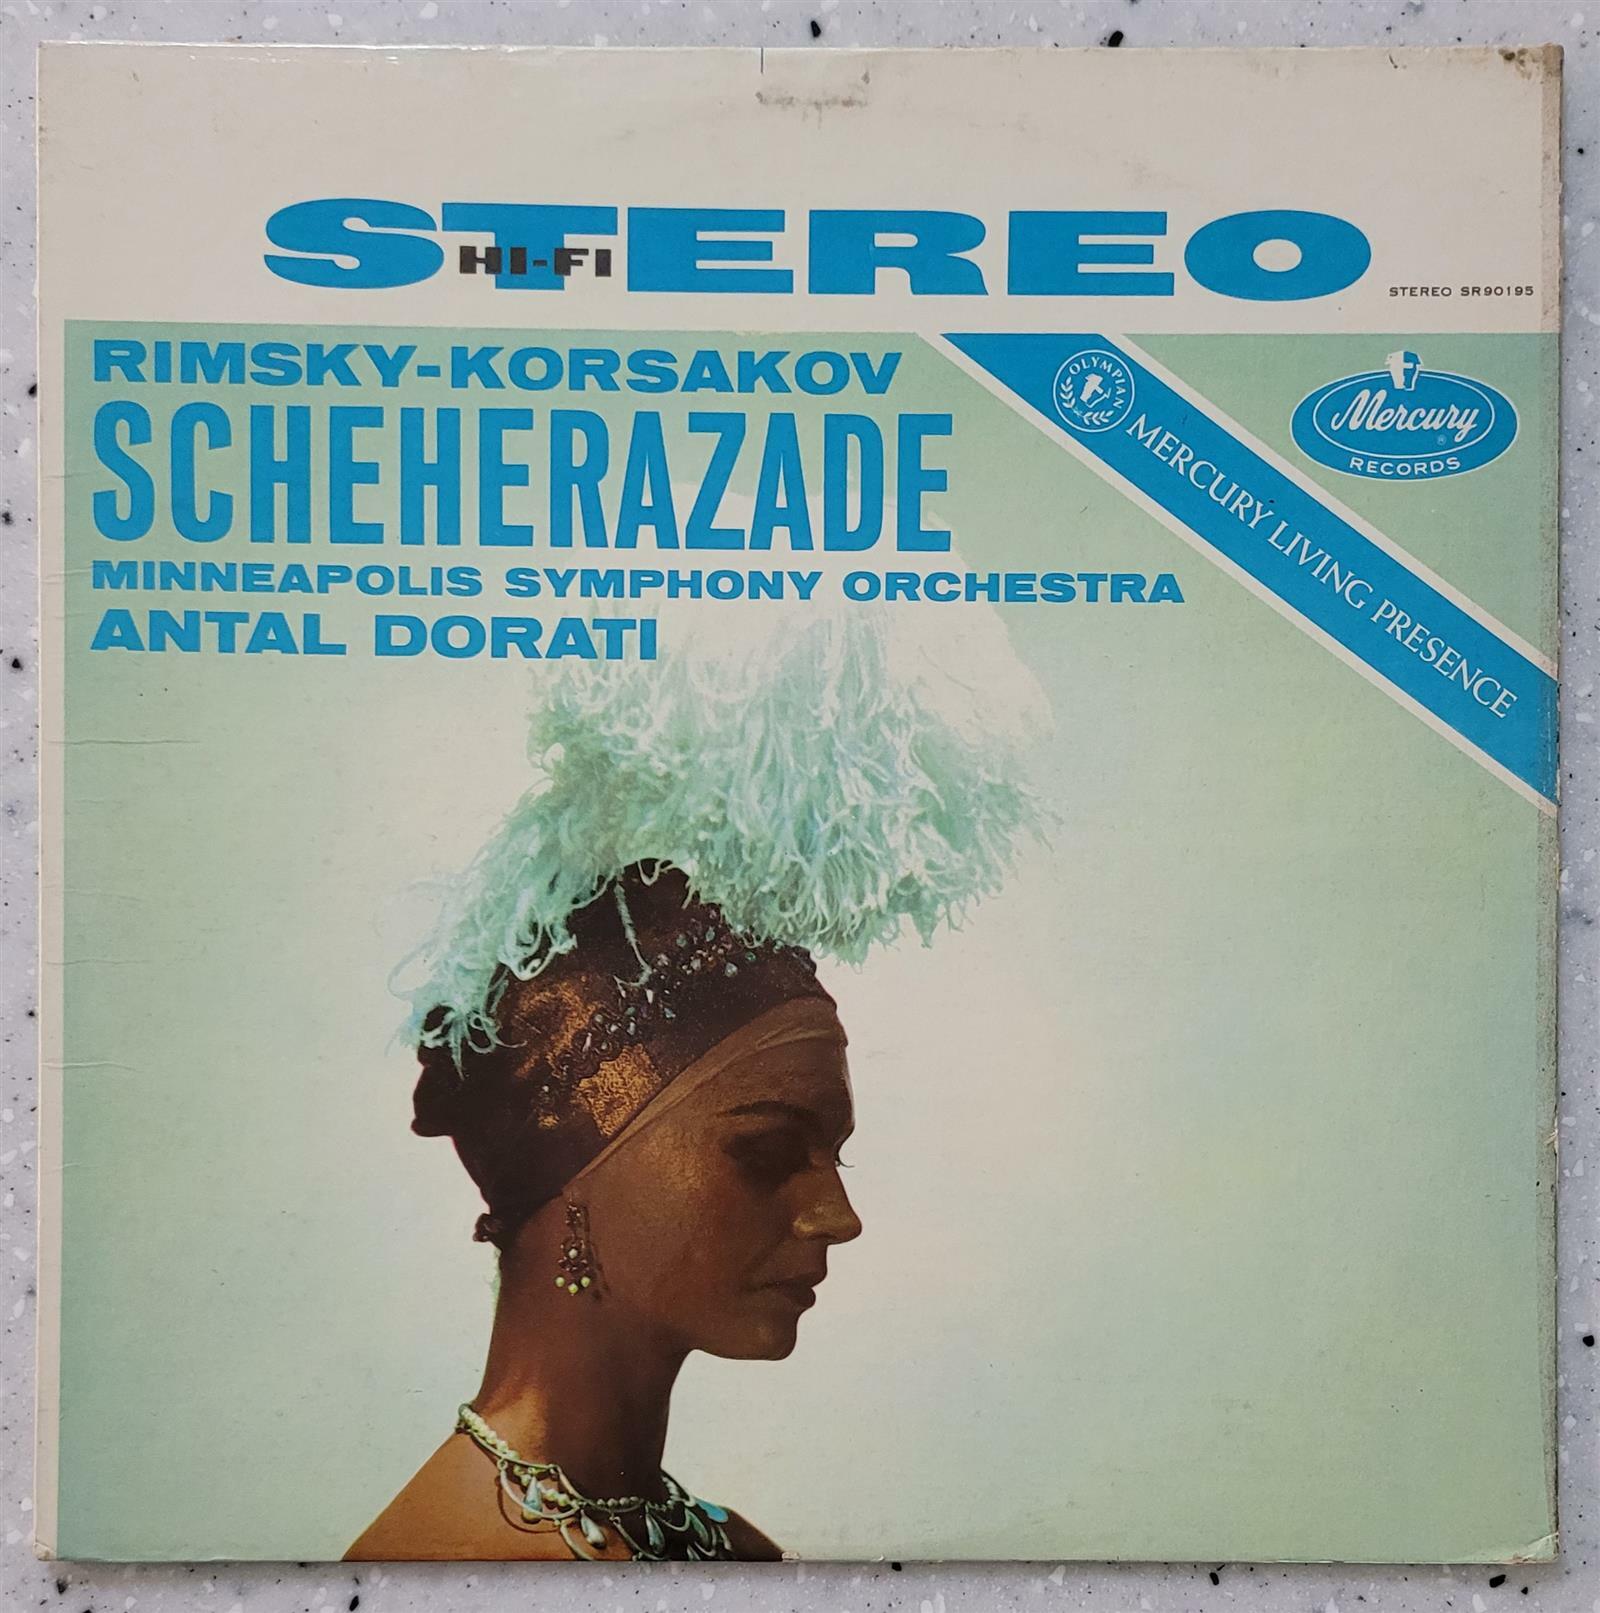 STEREO
HI-FI
STEREO SR90195
RIMSKY-KORSAKOV
SCHEHERAZADE
MINNEAPOLIS SYMPHONY ORCHESTRA
ANTAL DORATI
OLYMPIAN
MERCURY LIVING PRESENCE
Mercury®
RECORDS